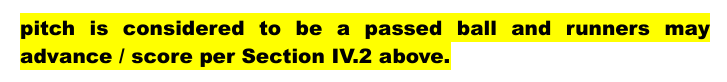 pitch is considered to be a passed ball and runners may
advance / score per Section IV.2 above.